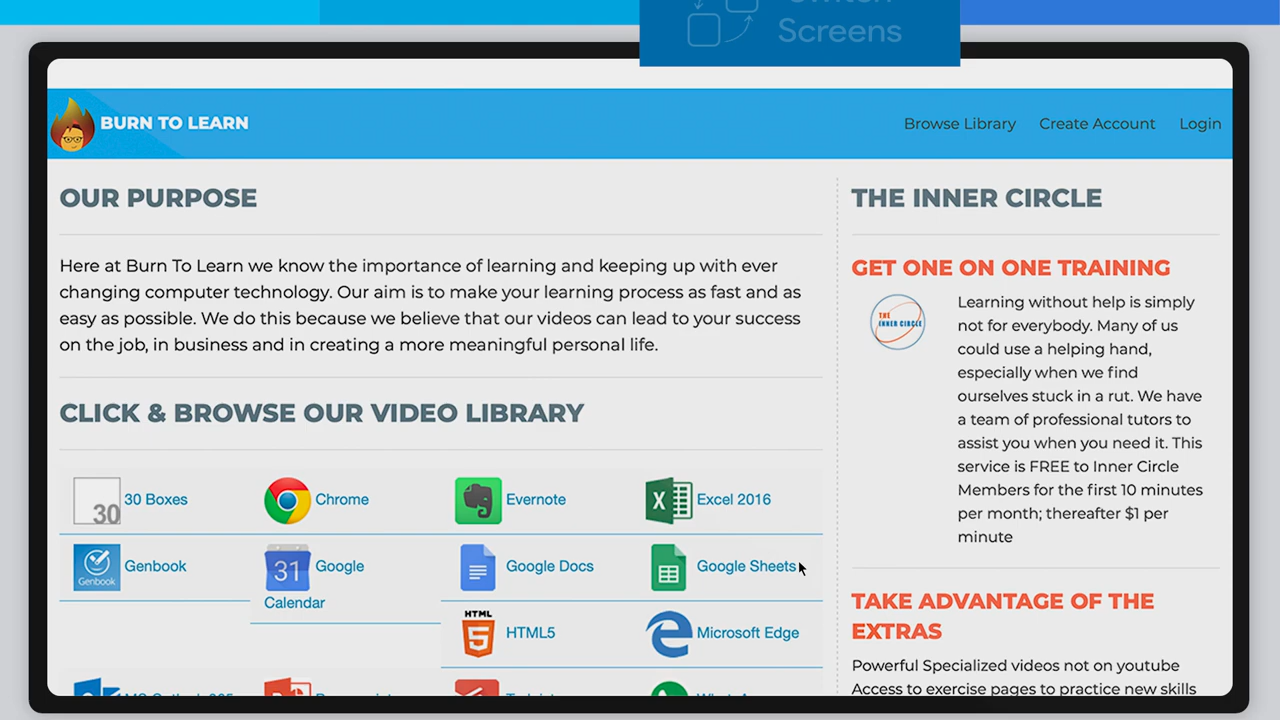 Switch
Screens
BURN TO LEARN
Browse Library
Create Account
Login
OUR PURPOSE
Here at Burn To Learn we know the importance of learning and keeping up with ever
changing computer technology. Our aim is to make your learning process as fast and as
easy as possible. We do this because we believe that our videos can lead to your success
on the job, in business and in creating a more meaningful personal life.
CLICK & BROWSE OUR VIDEO LIBRARY
30
30 Boxes
Chrome
Evernote
Excel 2016
Genbook
Genbook
31
Google
Calendar
Google Docs
Google Sheets
HTML
5
HTML5
Microsoft Edge
THE INNER CIRCLE
GET ONE ON ONE TRAINING
THE
INNER CIRCLE
Learning without help is simply
not for everybody. Many of us
could use a helping hand,
especially when we find
ourselves stuck in a rut. We have
a team of professional tutors to
assist you when you need it. This
service is FREE to Inner Circle
Members for the first 10 minutes
per month; thereafter $1 per
minute
TAKE ADVANTAGE OF THE
EXTRAS
Powerful Specialized videos not on youtube
Access to exercise pages to practice new skills